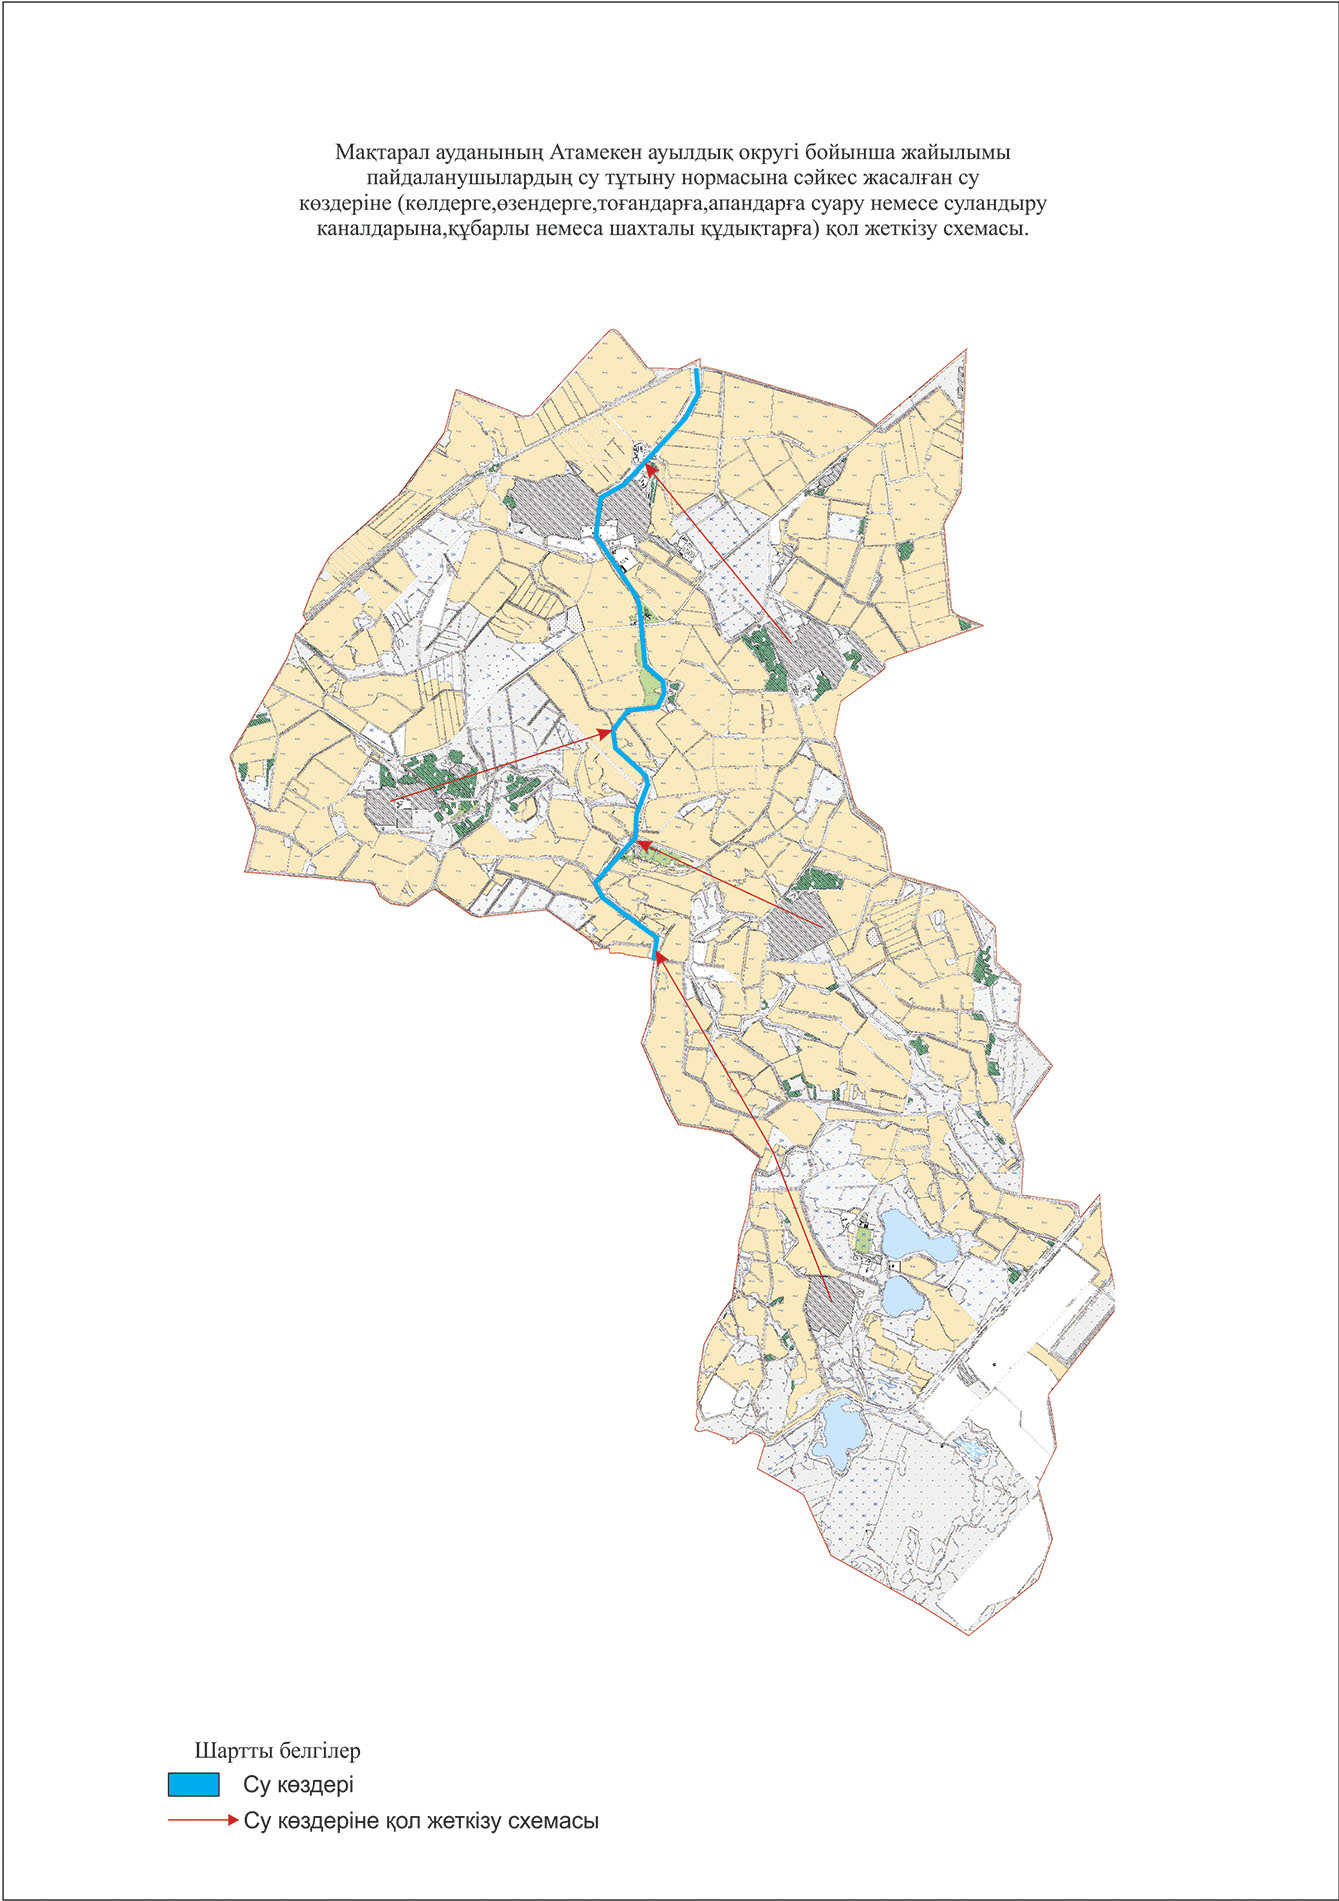 Мақтарал ауданының Атамекен ауылдық округі бойынша жайылымы
пайдаланушылардың су тұтыну нормасына сәйкес жасалған су
көздеріне (көлдерге,өзендерге,тоғандарға,апандарға суару немесе суландыру
каналдарына,құбарлы немеса шахталы құдықтарға) қол жеткізу схемасы.
Шартты белгілер
Су көздері
Су көздеріне қол жеткізу схемасы